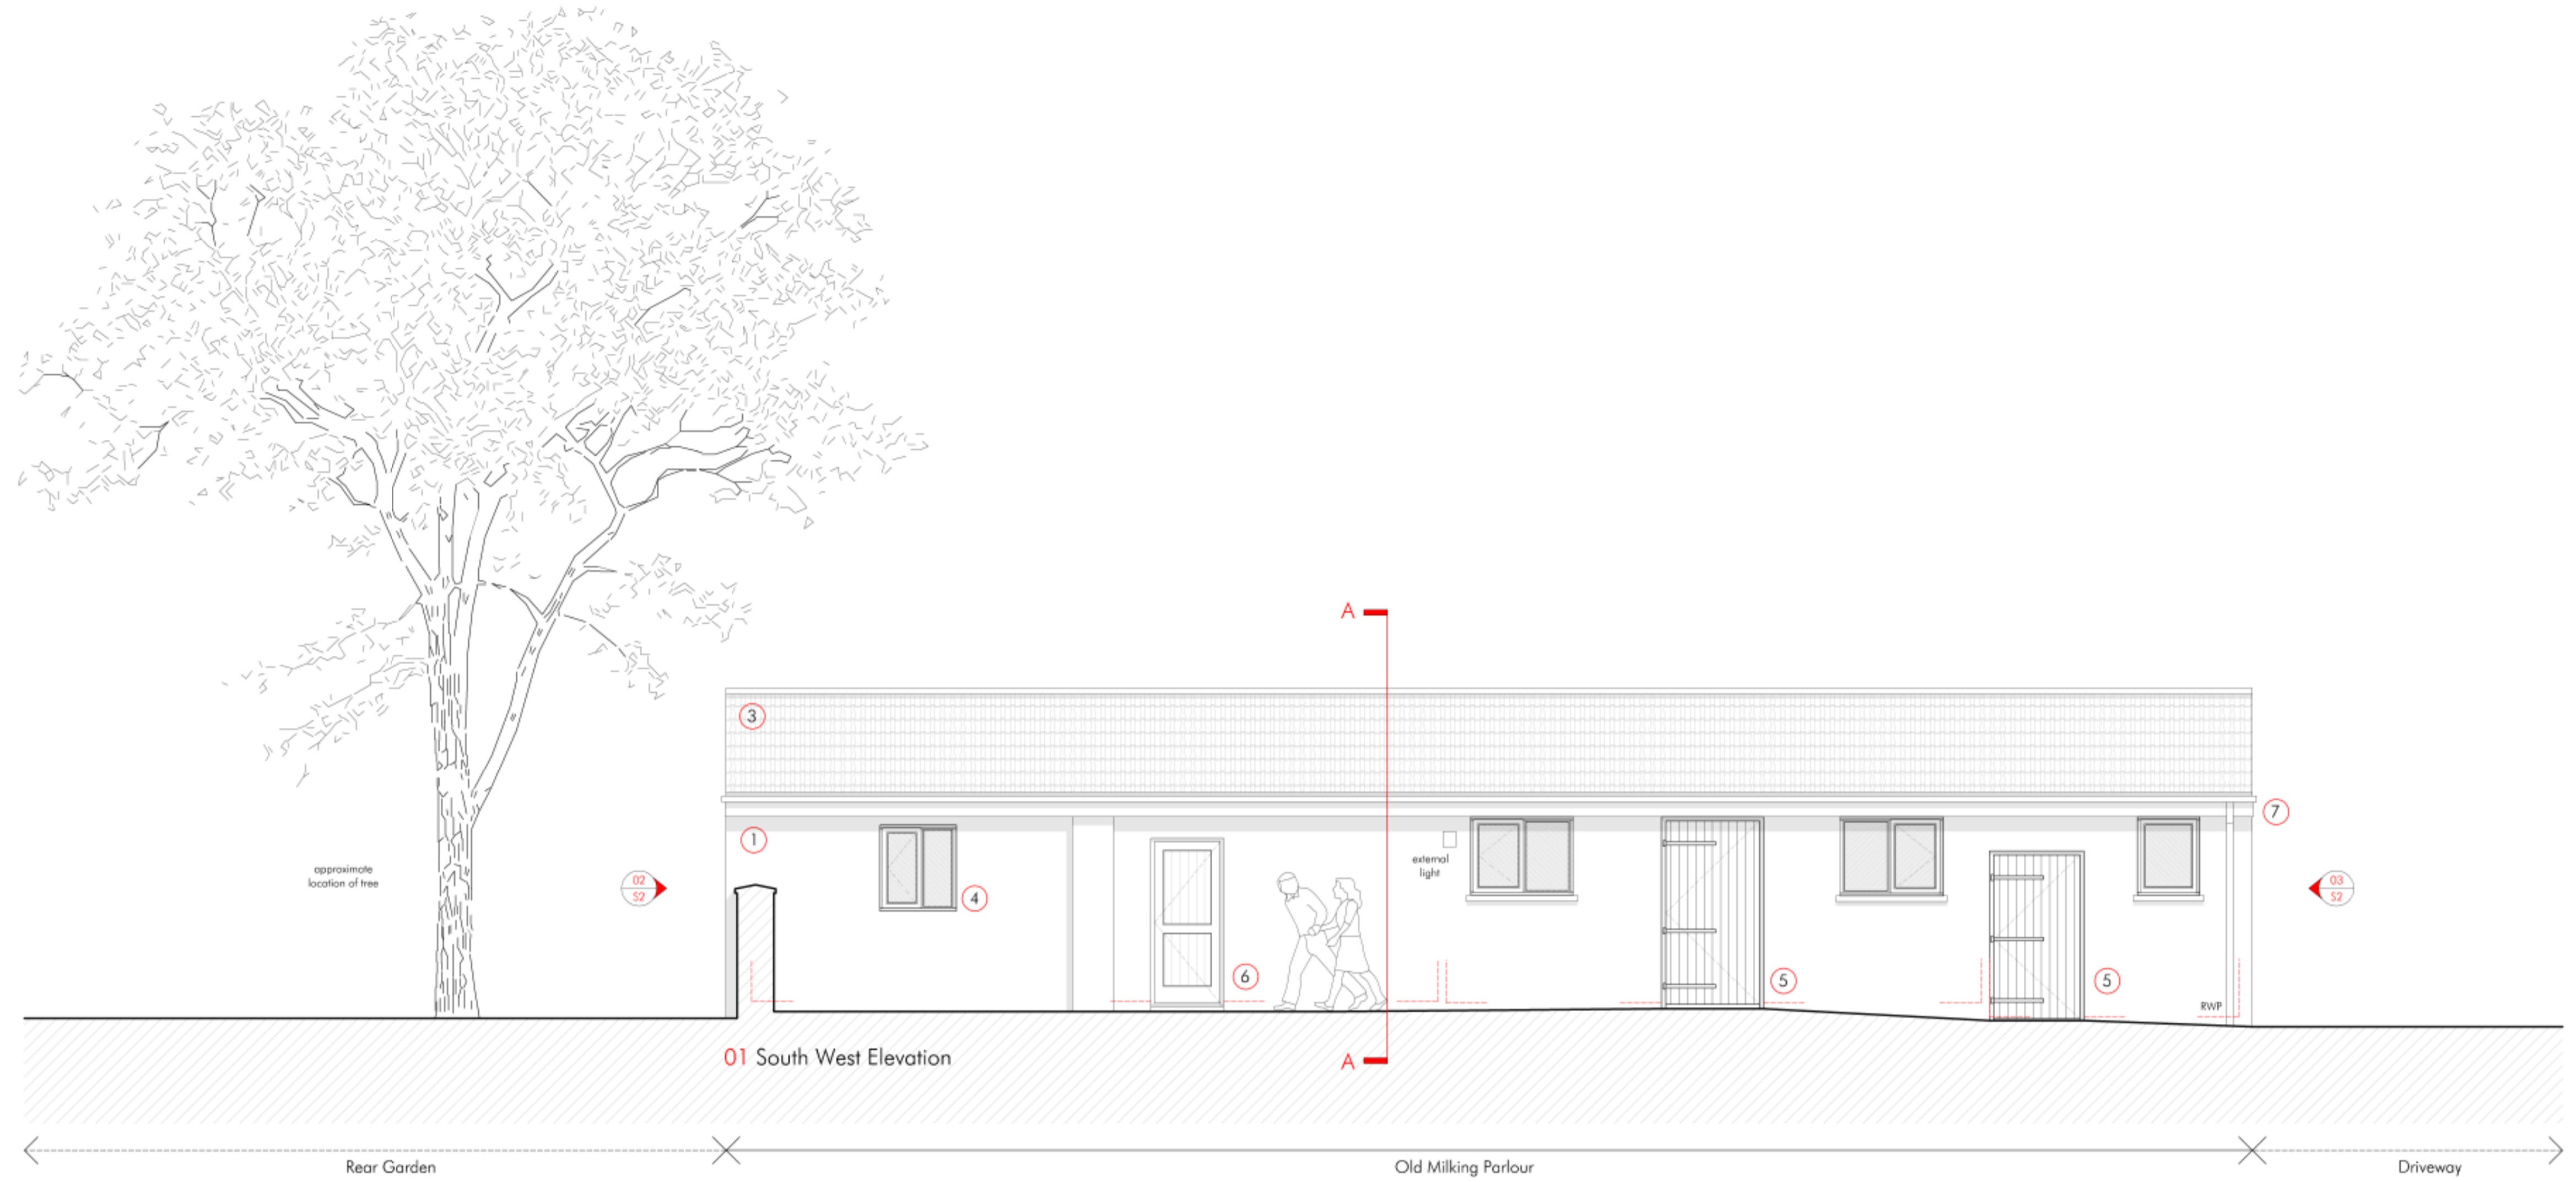 A
3
7
1
external
light
approximate
location of tree
02
S2
4
03
S2
6
5
5
RWP
01 South West Elevation
A
Rear Garden
Old Milking Parlour
Driveway